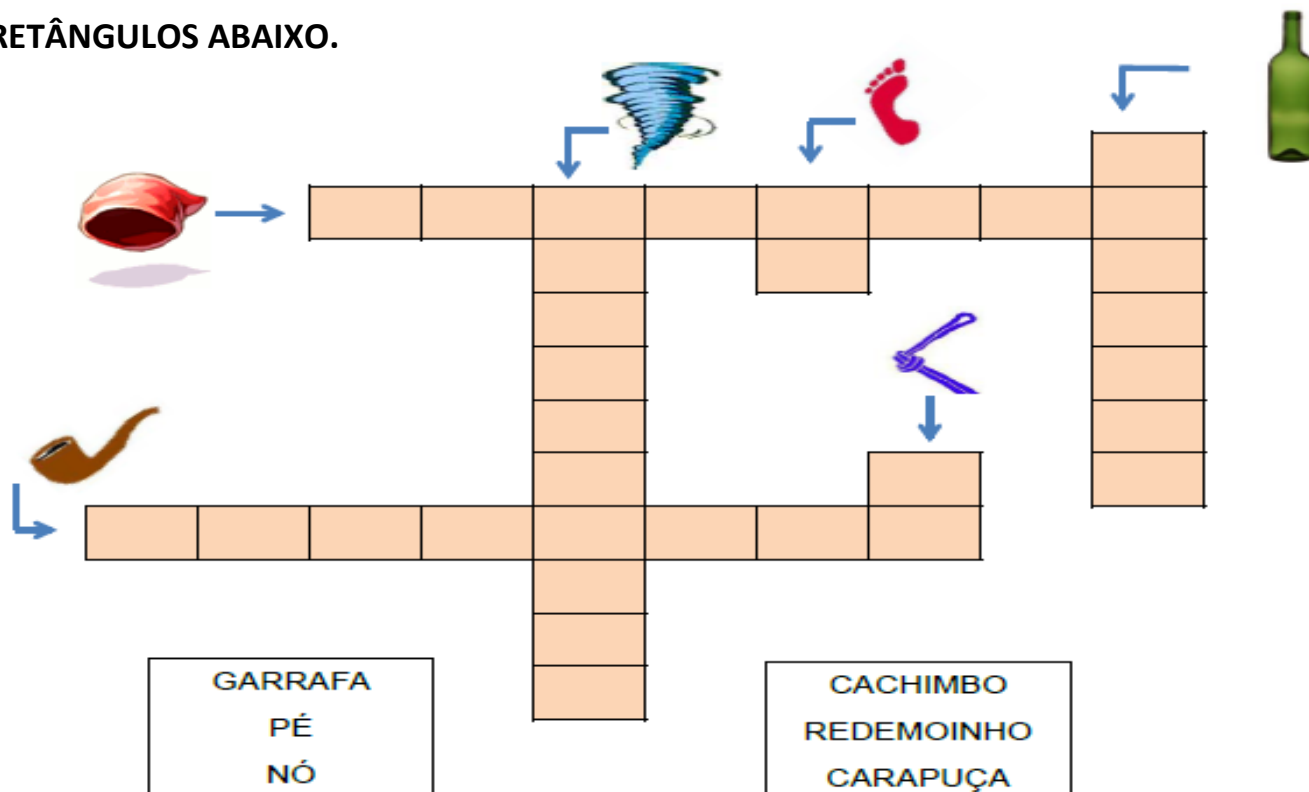 RETÂNGULOS ABAIXO.
GARRAFA
PÉ
NÓ
CACHIMBO
REDEMOINHO
CARAPUÇA